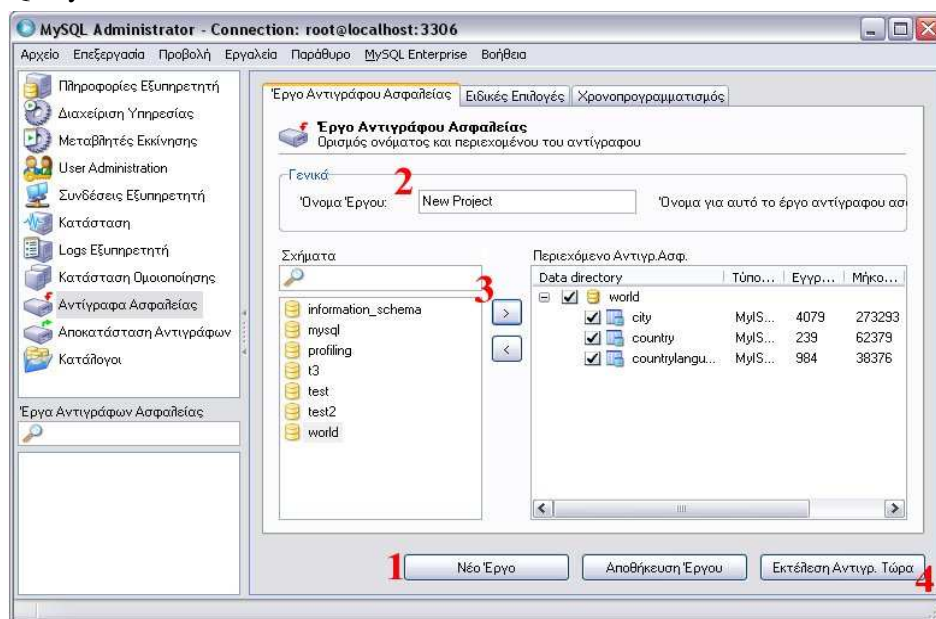 MySQL Administrator - Connection: root@localhost:3306
Αρχείο Επεξεργασία Προβολή Εργαλεία Παράθυρο MySQL Enterprise Βοήθεια
Πληροφορίες Εξυπηρετητή
Διαχείριση Υπηρεσίας
Μεταβλητές Εκκίνησης
User Administration
Συνδέσεις Εξυπηρετητή
Κατάσταση
Logs Εξυπηρετητή
Κατάσταση Ομοιοποίησης
Αντίγραφα Ασφαλείας
Αποκατάσταση Αντιγράφων
Κατάλογοι
Έργα Αντιγράφων Ασφαλείας
Έργο Αντιγράφου Ασφαλείας Ειδικές Επιλογές Χρονοπρογραμματισμός
Έργο Αντιγράφου Ασφαλείας
Ορισμός ονόματος και περιεχομένου του αντίγραφου
Γενικά
2
Όνομα Έργου: New Project Όνομα για αυτό το έργο αντίγραφου ασ
Σχήματα
3
information_schema
mysql
profiling
t3
test
test2
world
>
<
Περιεχόμενο Αντιγρ.Ασφ.
Data directory Τύπο... Εγγρ... Μήκο...
world
city MyIS... 4079 273293
country MyIS... 239 62379
countrylangu... MyIS... 984 38376
1 Νέο Έργο Αποθήκευση Έργου Εκτέλεση Αντιγρ. Τώρα 4